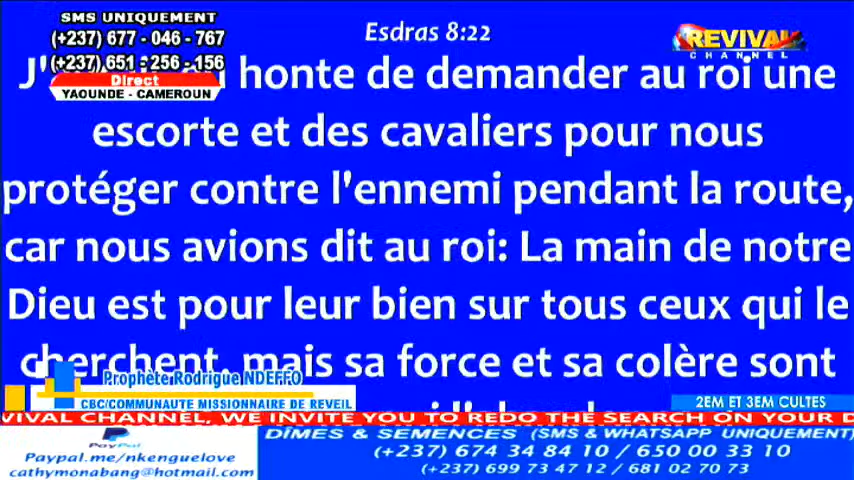 SMS UNIQUEMENT
(+237) 677 - 046 - 767
(+237) 651 - 256 - 156
Direct
YAOUNDE - CAMEROUN
Esdras 8:22
REVIVAL
CHANNEL
honte de demander au roi une
escorte et des cavaliers pour nous
protéger contre l'ennemi pendant la route,
car nous avions dit au roi: La main de notre
Dieu est pour leur bien sur tous ceux qui le
cherchent, mais sa force et sa colère sont
Prophète Rodrigue NDEFFO
CBC/COMMUNAUTE MISSIONNAIRE DE REVEIL
2EM ET 3EM CULTES
VIVAL CHANNEL, WE INVITE YOU TO REDO THE SEARCH ON YOUR D
PayPal
Paypal.me/nkenguelove
cathymonabang@hotmail.com
DÎMES & SEMENCES (SMS & WHATSAPP UNIQUEMENT)
(+237) 674 34 84 10 / 650 00 33 10
(+237) 699 73 47 12 / 681 02 70 73